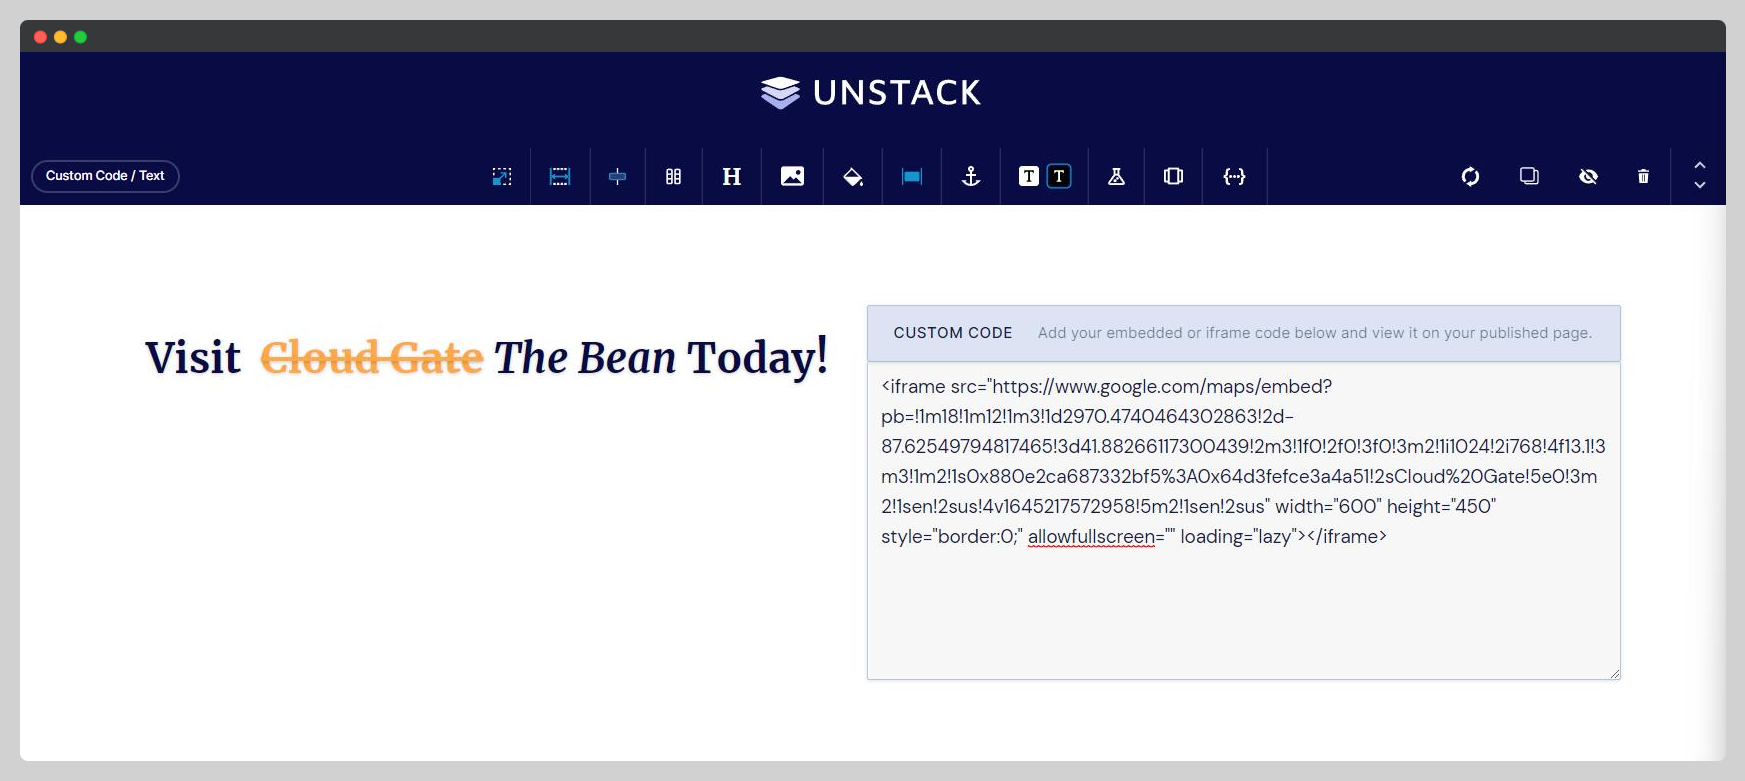 UNSTACK
Custom Code / Text
H
T T
Visit Cloud Gate The Bean Today!
CUSTOM CODE Add your embedded or iframe code below and view it on your published page.
<iframe src="https://www.google.com/maps/embed?
pb=!1m18!1m12!1m3!1d2970.4740464302863!2d-
87.62549794817465!3d41.88266117300439!2m3!1f0!2f0!3f0!3m2!1i1024!2i768!4f13.1!3
m3!1m2!1s0x880e2ca687332bf5%3A0x64d3fefce3a4a51!2sCloud%20Gate!5e0!3m
2!1sen!2sus!4v1645217572958!5m2!1sen!2sus" width="600" height="450"
style="border:0;" allowfullscreen="" loading="lazy"></iframe>